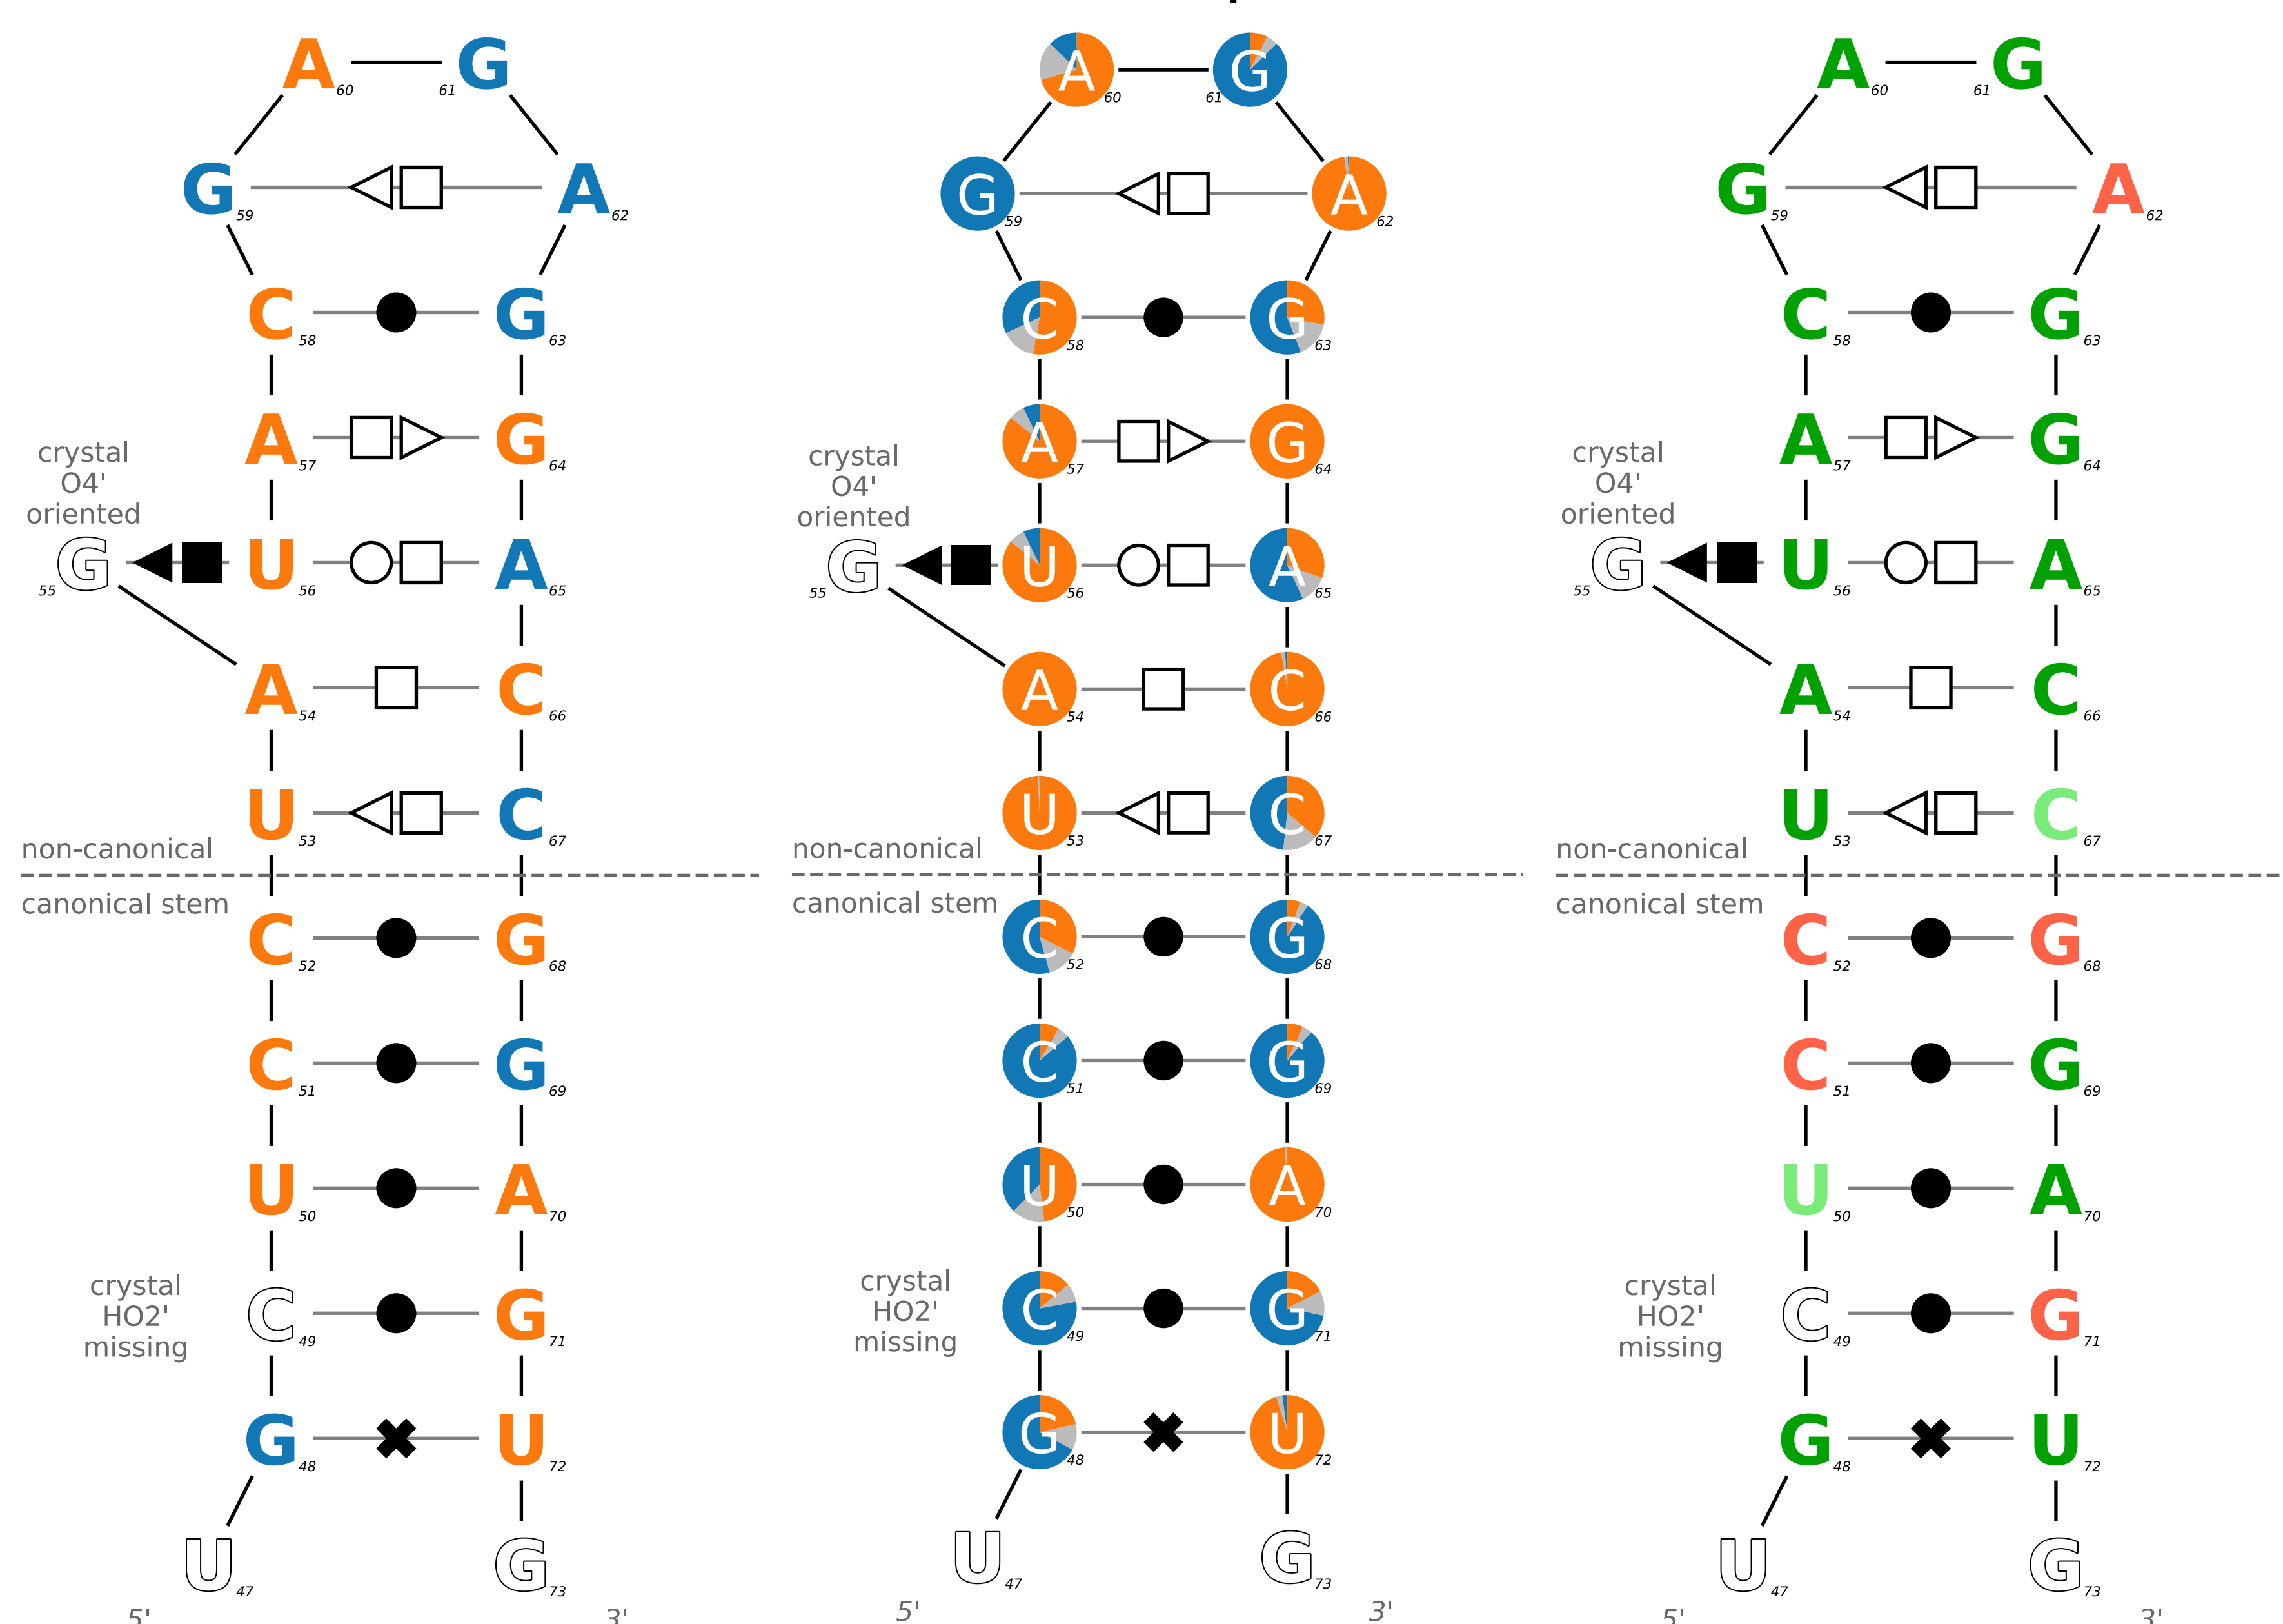 A 60 61 G
G 59 A 62
C 58 G 63
A 57 G 64
crystal
O4'
oriented
G 55 U 56 A 65
A 54 C 66
U 53 C 67
non-canonical
canonical stem
C 52 G 68
C 51 G 69
U 50 A 70
crystal
HO2'
missing
C 49 G 71
G 48 U 72
U 47 G 73
5' 3'
A 60 61 G
G 59 A 62
C 58 G 63
A 57 G 64
crystal
O4'
oriented
G 55 U 56 A 65
A 54 C 66
U 53 C 67
non-canonical
canonical stem
C 52 G 68
C 51 G 69
U 50 A 70
crystal
HO2'
missing
C 49 G 71
G 48 U 72
U 47 G 73
5' 3'
A 60 61 G
G 59 A 62
C 58 G 63
A 57 G 64
crystal
O4'
oriented
G 55 U 56 A 65
A 54 C 66
U 53 C 67
non-canonical
canonical stem
C 52 G 68
C 51 G 69
U 50 A 70
crystal
HO2'
missing
C 49 G 71
G 48 U 72
U 47 G 73
5' 3'